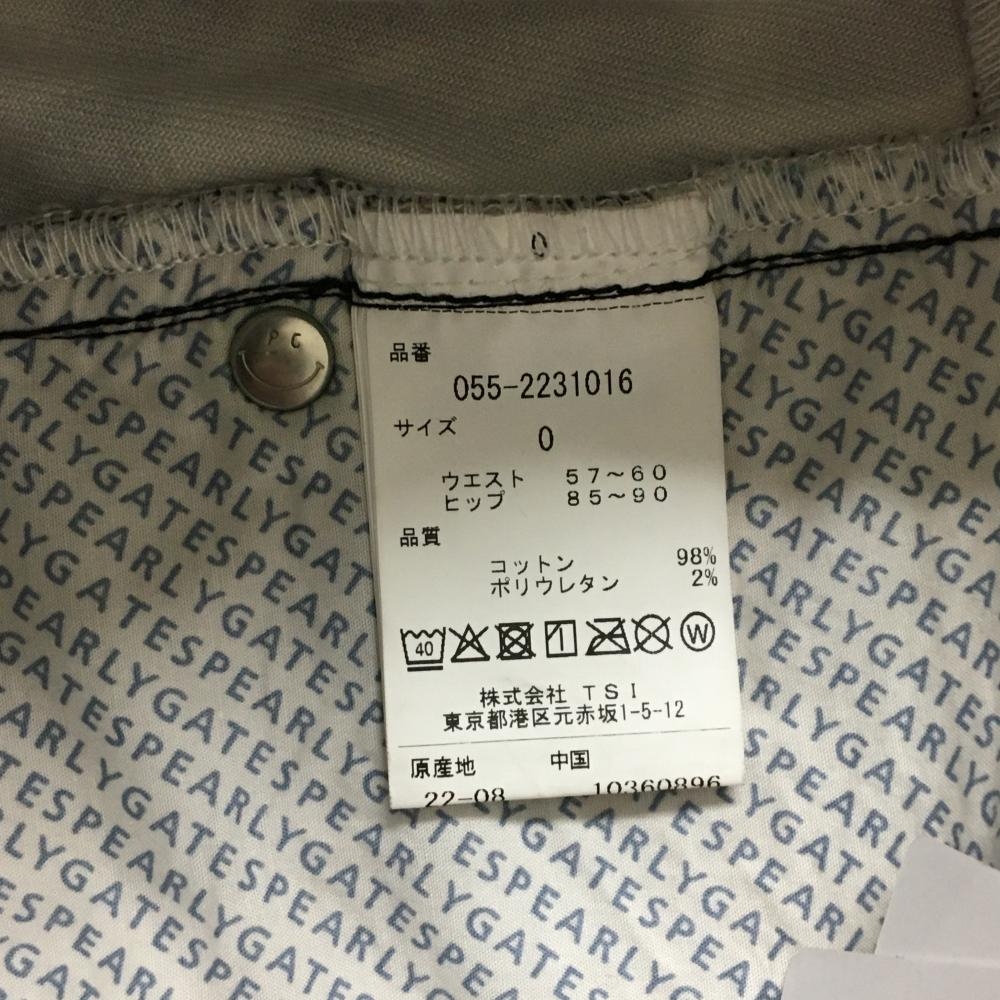 0
P C
品番
055-2231016
サイズ
0
ウエスト 57～60
ヒップ 85～90
品質
コットン 98%
ポリウレタン 2%
40
W
株式会社 TSI
東京都港区元赤坂1-5-12
原産地 中国
22-08 10360896
PEARLYGATESPEARLYGATESPEARLYGATES